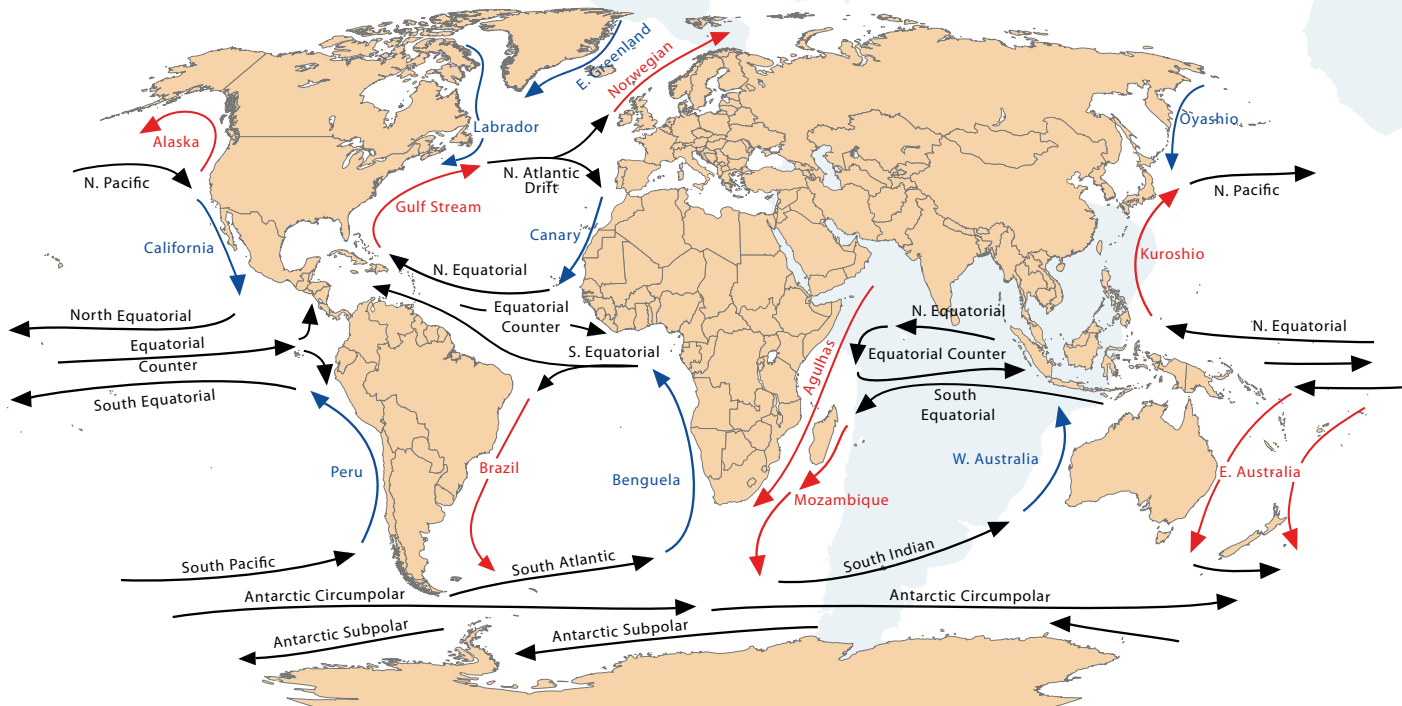 E. Greenland
Norwegian
Labrador
Oyashio
Alaska
N. Pacific
N. Atlantic
Drift
N. Pacific
Gulf Stream
California
Canary
Kuroshio
N. Equatorial
North Equatorial
Equatorial
Counter
N. Equatorial
N. Equatorial
Equatorial
Counter
S. Equatorial
Equatorial Counter
Agulhas
South Equatorial
South
Equatorial
Peru
Brazil
Benguela
W. Australia
E. Australia
Mozambique
South Pacific
South Atlantic
South Indian
Antarctic Circumpolar
Antarctic Circumpolar
Antarctic Subpolar
Antarctic Subpolar